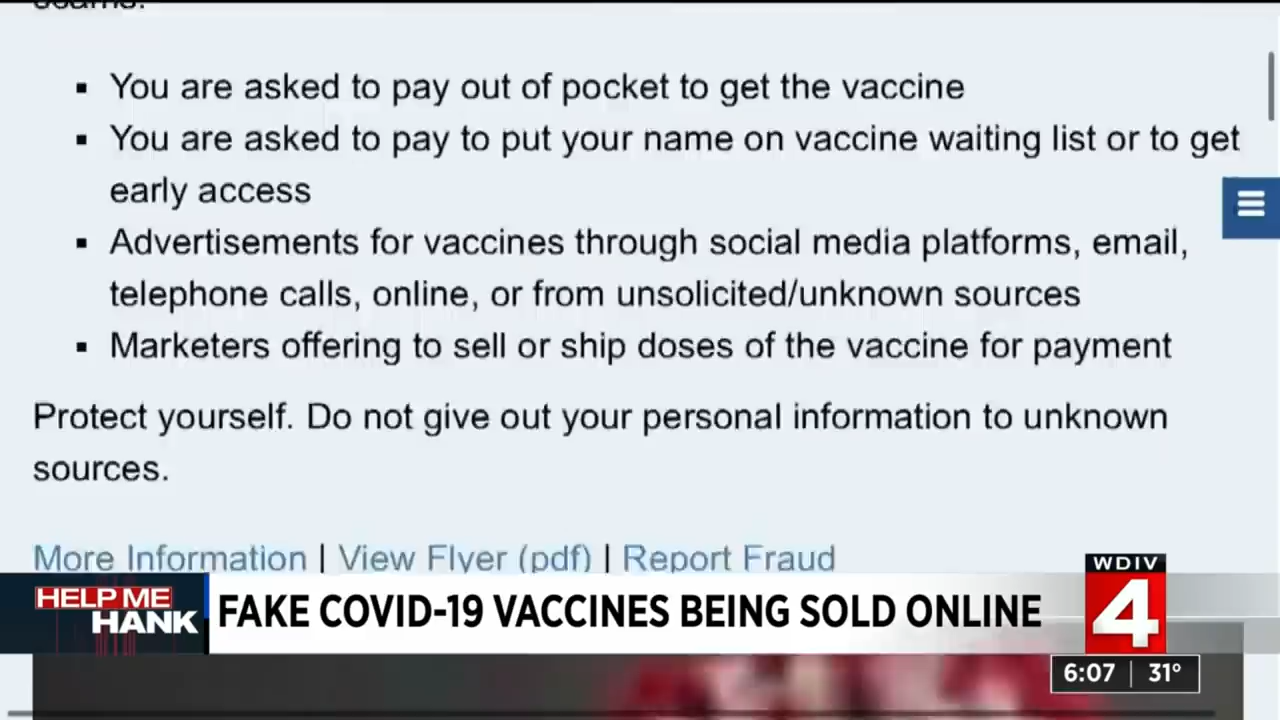 scams:
▪ You are asked to pay out of pocket to get the vaccine
▪ You are asked to pay to put your name on vaccine waiting list or to get
early access
▪ Advertisements for vaccines through social media platforms, email,
telephone calls, online, or from unsolicited/unknown sources
▪ Marketers offering to sell or ship doses of the vaccine for payment
Protect yourself. Do not give out your personal information to unknown
sources.
More Information | View Flyer (pdf) | Report Fraud
HELP ME
HANK
FAKE COVID-19 VACCINES BEING SOLD ONLINE
WDIV
4
6:07 | 31°